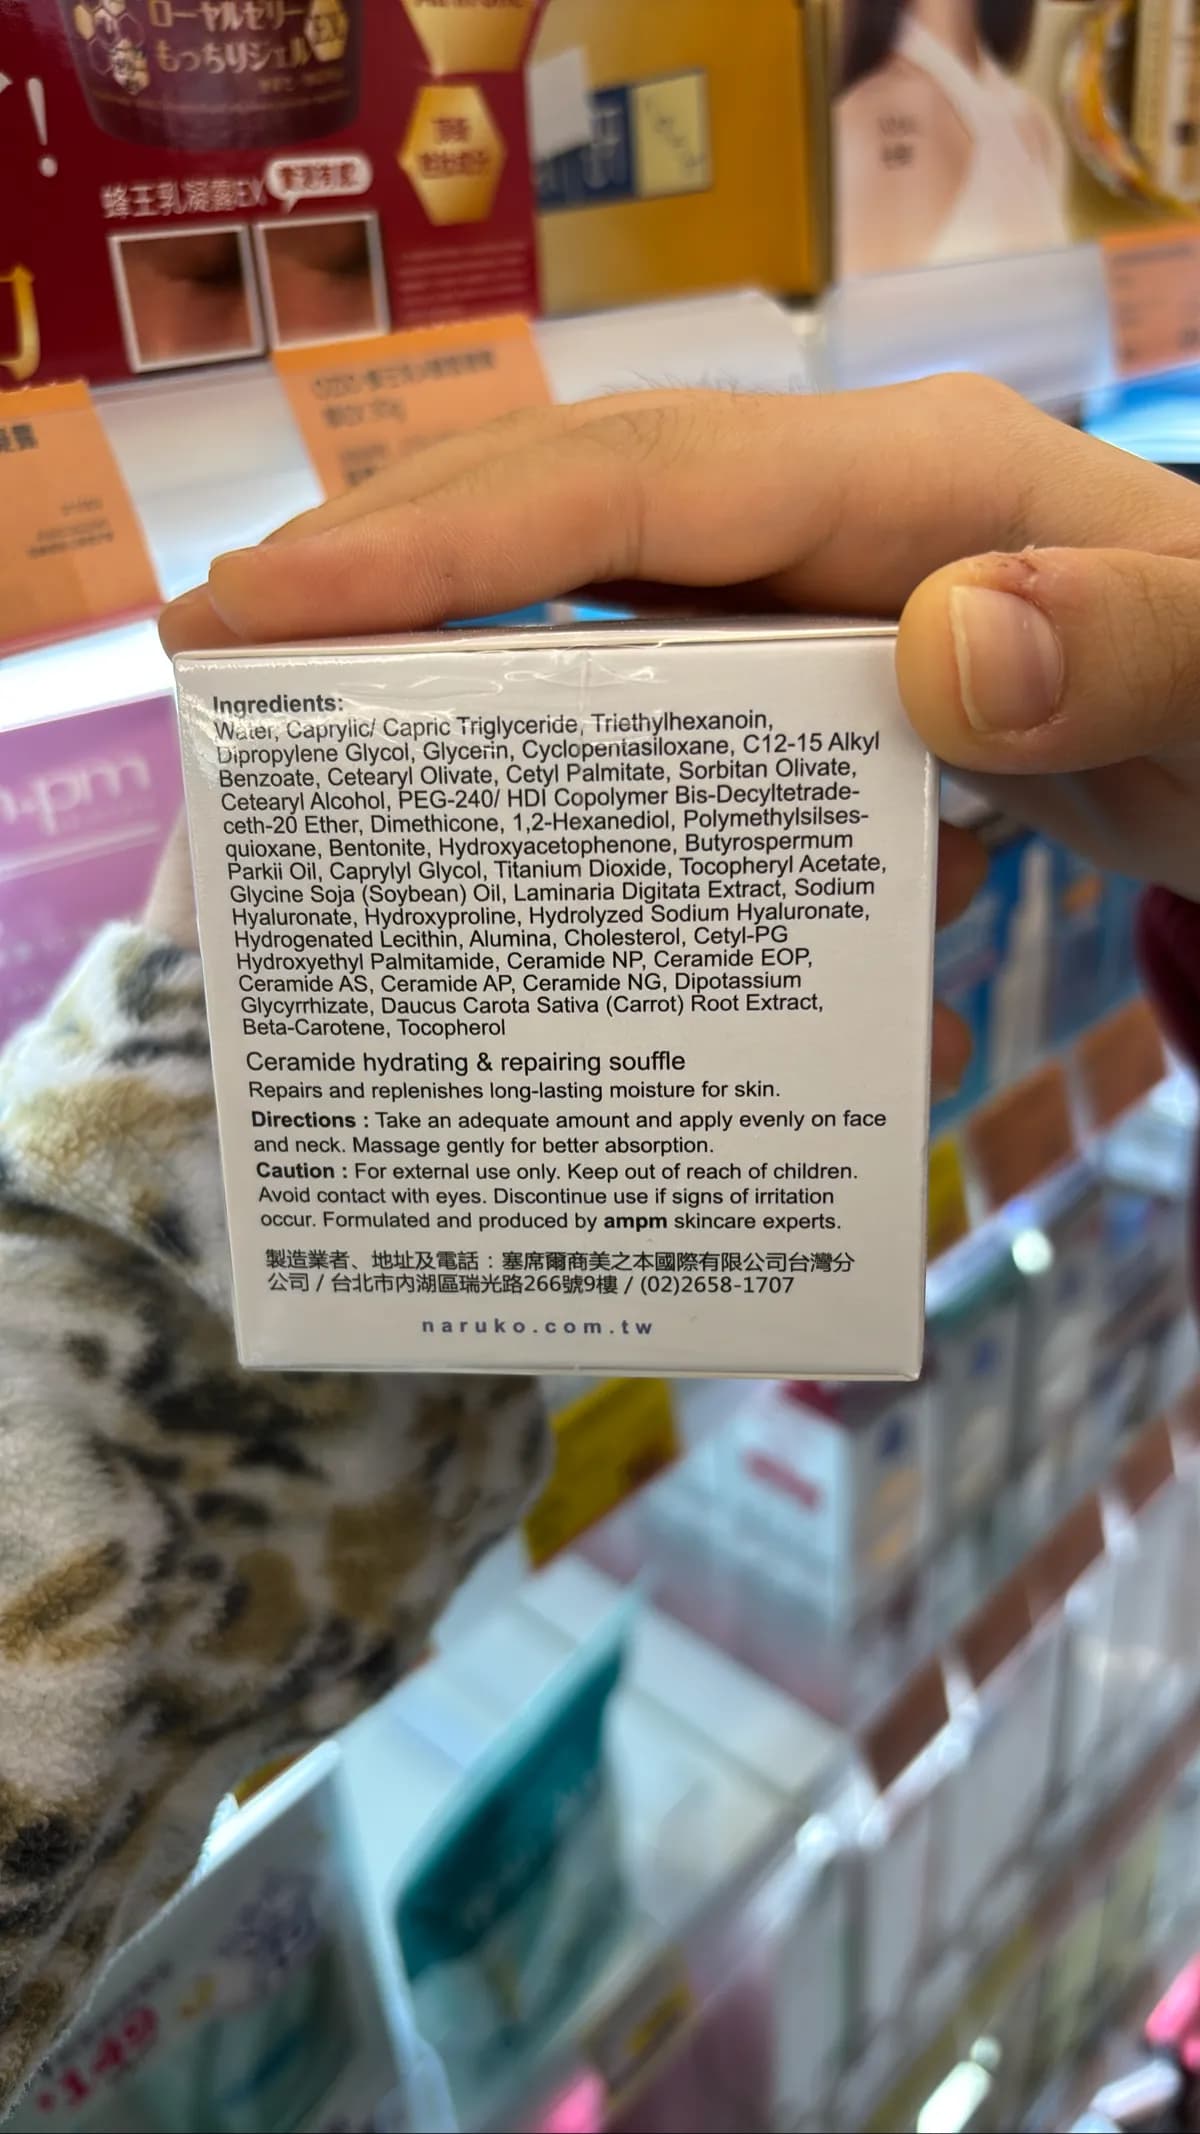 ローヤルゼリー
もっちりジェル
蜂王乳凝露EX
Ingredients:
Water, Caprylic/ Capric Triglyceride, Triethylhexanoin,
Dipropylene Glycol, Glycerin, Cyclopentasiloxane, C12-15 Alkyl
Benzoate, Cetearyl Olivate, Cetyl Palmitate, Sorbitan Olivate,
Cetearyl Alcohol, PEG-240/ HDI Copolymer Bis-Decyltetrade-
ceth-20 Ether, Dimethicone, 1,2-Hexanediol, Polymethylsilses-
quioxane, Bentonite, Hydroxyacetophenone, Butyrospermum
Parkii Oil, Caprylyl Glycol, Titanium Dioxide, Tocopheryl Acetate,
Glycine Soja (Soybean) Oil, Laminaria Digitata Extract, Sodium
Hyaluronate, Hydroxyproline, Hydrolyzed Sodium Hyaluronate,
Hydrogenated Lecithin, Alumina, Cholesterol, Cetyl-PG
Hydroxyethyl Palmitamide, Ceramide NP, Ceramide EOP,
Ceramide AS, Ceramide AP, Ceramide NG, Dipotassium
Glycyrrhizate, Daucus Carota Sativa (Carrot) Root Extract,
Beta-Carotene, Tocopherol
Ceramide hydrating & repairing souffle
Repairs and replenishes long-lasting moisture for skin.
Directions : Take an adequate amount and apply evenly on face
and neck. Massage gently for better absorption.
Caution : For external use only. Keep out of reach of children.
Avoid contact with eyes. Discontinue use if signs of irritation
occur. Formulated and produced by ampm skincare experts.
製造業者、地址及電話：塞席爾商美之本國際有限公司台灣分
公司 / 台北市內湖區瑞光路266號9樓 / (02)2658-1707
naruko.com.tw